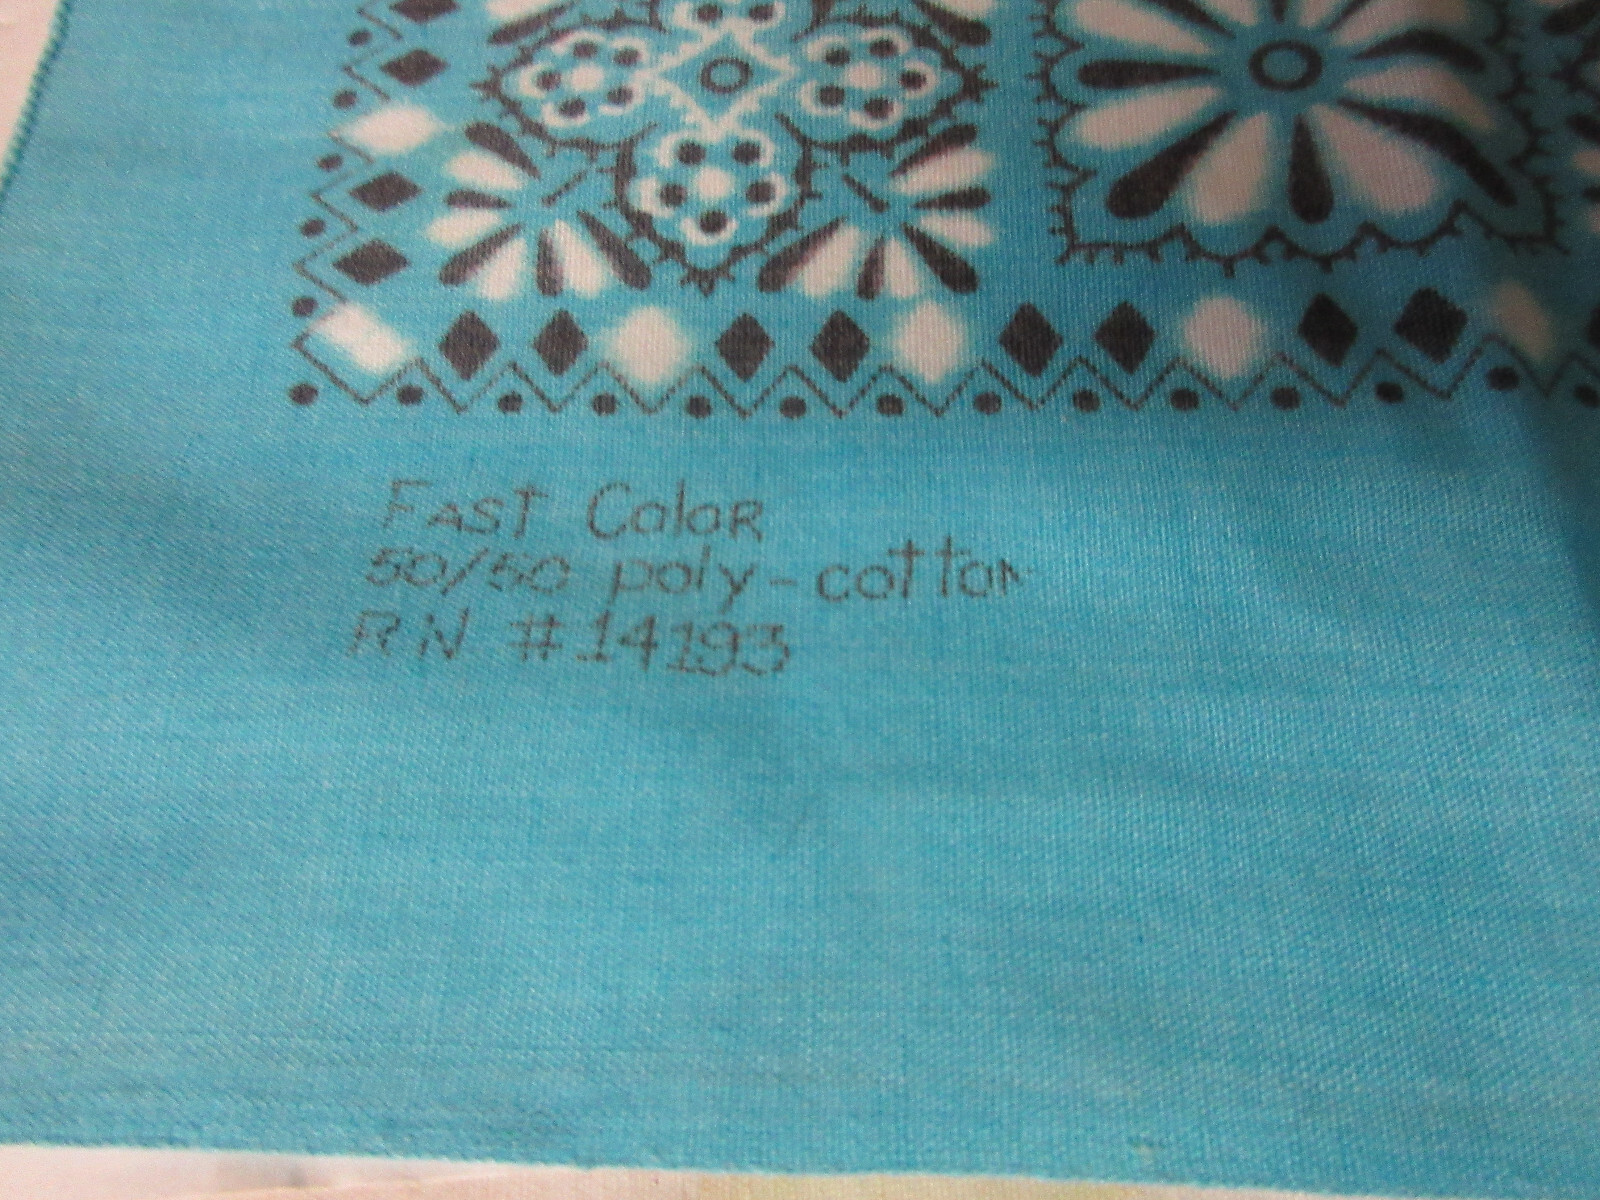 FAST ColoR
50/50 poly-cotton
RN #14193